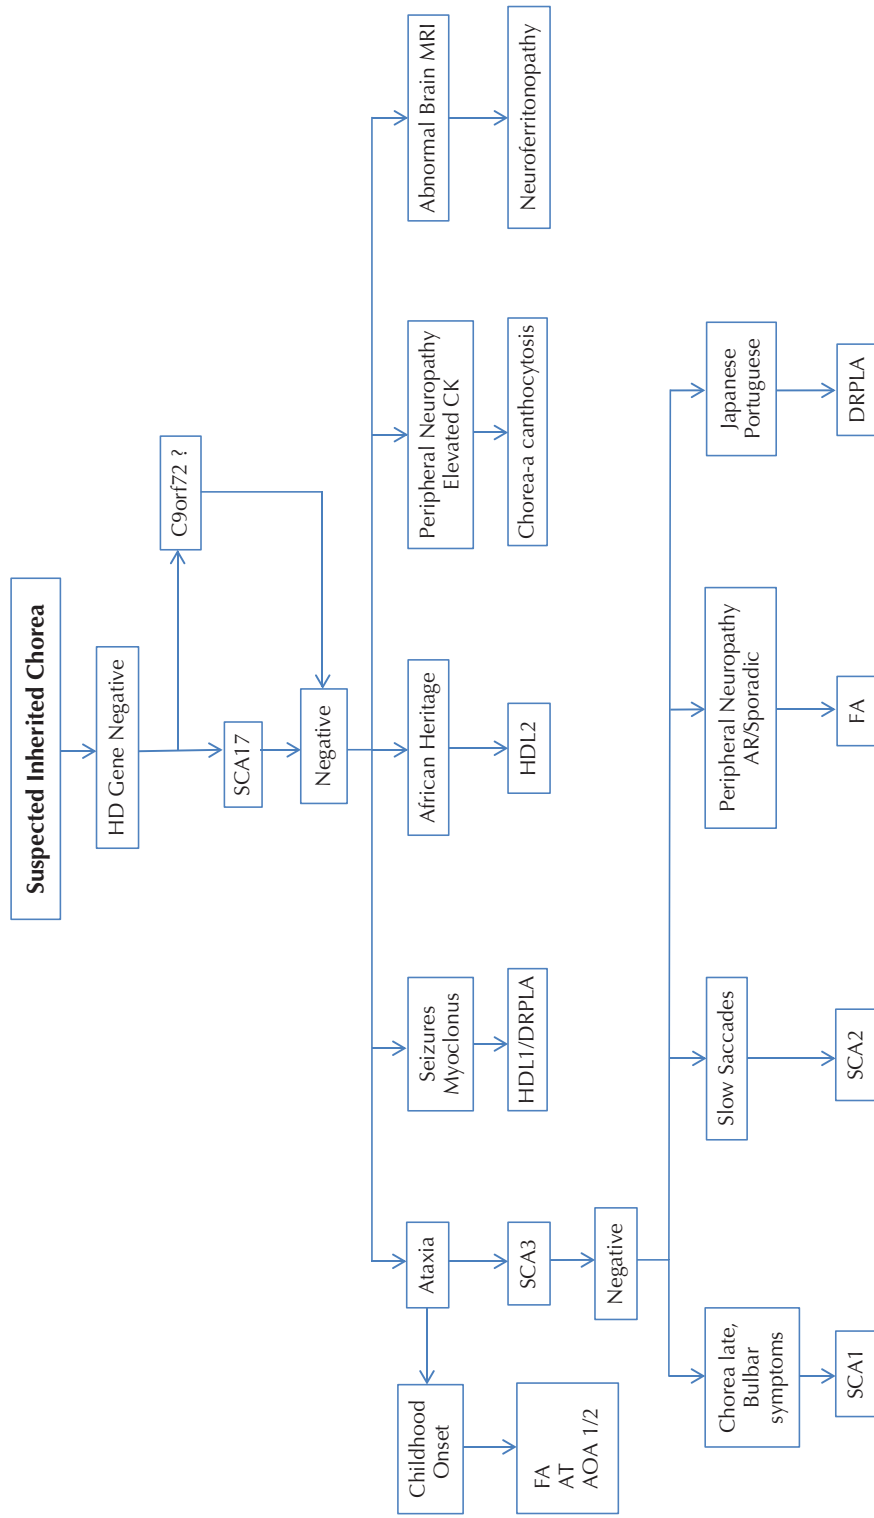 Suspected Inherited Chorea
HD Gene Negative
C9orf72 ?
SCA17
Negative
Ataxia
Seizures
Myoclonus
African Heritage
Peripheral Neuropathy
Elevated CK
Abnormal Brain MRI
Childhood
Onset
SCA3
HDL1/DRPLA
HDL2
Chorea-a canthocytosis
Neuroferritonopathy
FA
AT
AOA 1/2
Negative
Chorea late,
Bulbar
symptoms
Slow Saccades
Peripheral Neuropathy
AR/Sporadic
Japanese
Portuguese
SCA1
SCA2
FA
DRPLA